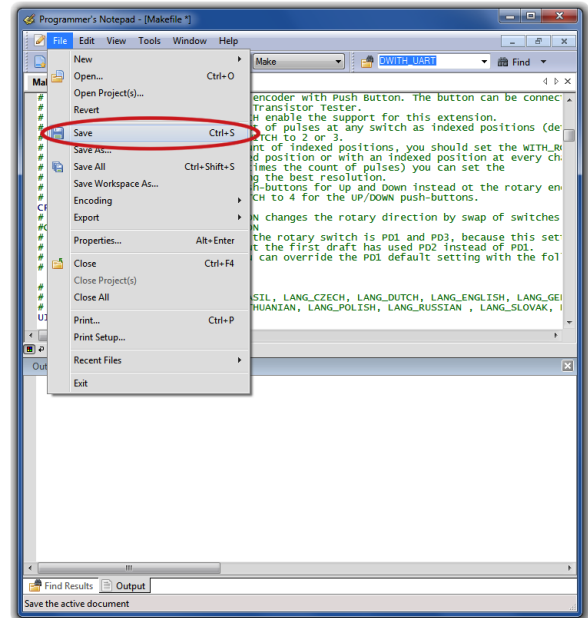 Programmer's Notepad - [Makefile *]
File Edit View Tools Window Help
Make DWITH_UART Find
New
Open... Ctrl+O
Open Project(s)...
Revert
Save Ctrl+S
Save As...
Save All Ctrl+Shift+S
Save Workspace As...
Encoding
Export
Properties... Alt+Enter
Close Ctrl+F4
Close Project(s)
Close All
Print... Ctrl+P
Print Setup...
Recent Files
Exit
# encoder with Push Button. The button can be connec
# Transistor Tester.
# H enable the support for this extension.
# of pulses at any switch as indexed positions (de
# ITCH to 2 or 3.
# nt of indexed positions, you should set the WITH_R
# d position or with an indexed position at every ch
# imes the count of pulses) you can set the
# g the best resolution.
# h-buttons for Up and Down instead ot the rotary en
# CH to 4 for the UP/DOWN push-buttons.
# N changes the rotary direction by swap of switches
N
# the rotary switch is PD1 and PD3, because this set
# t the first draft has used PD2 instead of PD1.
# can override the PD1 default setting with the fol
# ASIL, LANG_CZECH, LANG_DUTCH, LANG_ENGLISH, LANG_GE
# HUANIAN, LANG_POLISH, LANG_RUSSIAN , LANG_SLOVAK,
UI
Out
Find Results Output
Save the active document